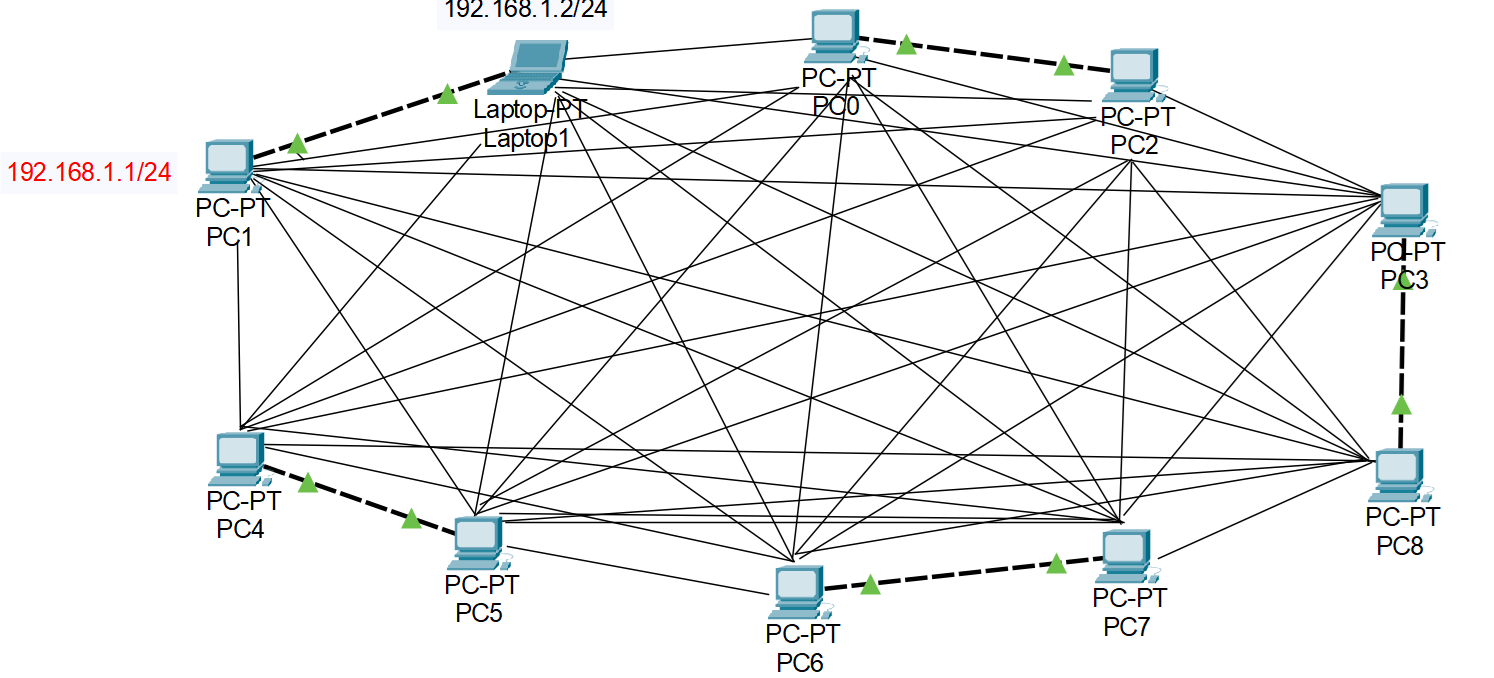 192.168.1.2/24
PC-PT
PC0
Laptop-PT
Laptop1
PC-PT
PC2
192.168.1.1/24
PC-PT
PC1
PC-PT
PC3
PC-PT
PC4
PC-PT
PC8
PC-PT
PC5
PC-PT
PC7
PC-PT
PC6